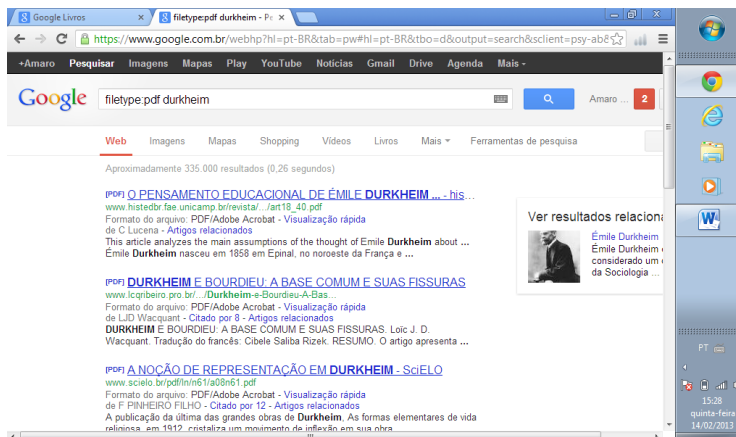 Google Livros
filetype:pdf durkheim - Pe
https://www.google.com.br/webhp?hl=pt-BR&tab=pw#hl=pt-BR&tbo=d&output=search&sclient=psy-ab&
+Amaro Pesquisar Imagens Mapas Play YouTube Notícias Gmail Drive Agenda Mais
Google filetype:pdf durkheim Amaro ... 2
Web Imagens Mapas Shopping Vídeos Livros Mais Ferramentas de pesquisa
Aproximadamente 335.000 resultados (0,26 segundos)
[PDF] O PENSAMENTO EDUCACIONAL DE ÉMILE DURKHEIM ... - his...
www.histedbr.fae.unicamp.br/revista/.../art18_40.pdf
Formato do arquivo: PDF/Adobe Acrobat - Visualização rápida
de C Lucena - Artigos relacionados
This article analyzes the main assumptions of the thought of Emile Durkheim about ...
Émile Durkheim nasceu em 1858 em Epinal, no noroeste da França e ...
[PDF] DURKHEIM E BOURDIEU: A BASE COMUM E SUAS FISSURAS
www.lcqribeiro.pro.br/.../Durkheim-e-Bourdieu-A-Bas...
Formato do arquivo: PDF/Adobe Acrobat - Visualização rápida
de LJD Wacquant - Citado por 8 - Artigos relacionados
DURKHEIM E BOURDIEU: A BASE COMUM E SUAS FISSURAS. Loïc J. D.
Wacquant. Tradução do francês: Cibele Saliba Rizek. RESUMO. O artigo apresenta ...
[PDF] A NOÇÃO DE REPRESENTAÇÃO EM DURKHEIM - SciELO
www.scielo.br/pdf/ln/n61/a08n61.pdf
Formato do arquivo: PDF/Adobe Acrobat - Visualização rápida
de F PINHEIRO FILHO - Citado por 12 - Artigos relacionados
A publicação da última das grandes obras de Durkheim, As formas elementares de vida
religiosa, em 1912, cristaliza um movimento de inflexão em sua obra
Ver resultados relaciona
Émile Durkheim
Émile Durkheim
considerado um
da Sociologia ...
PT
15:28
quinta-feira
14/02/2013